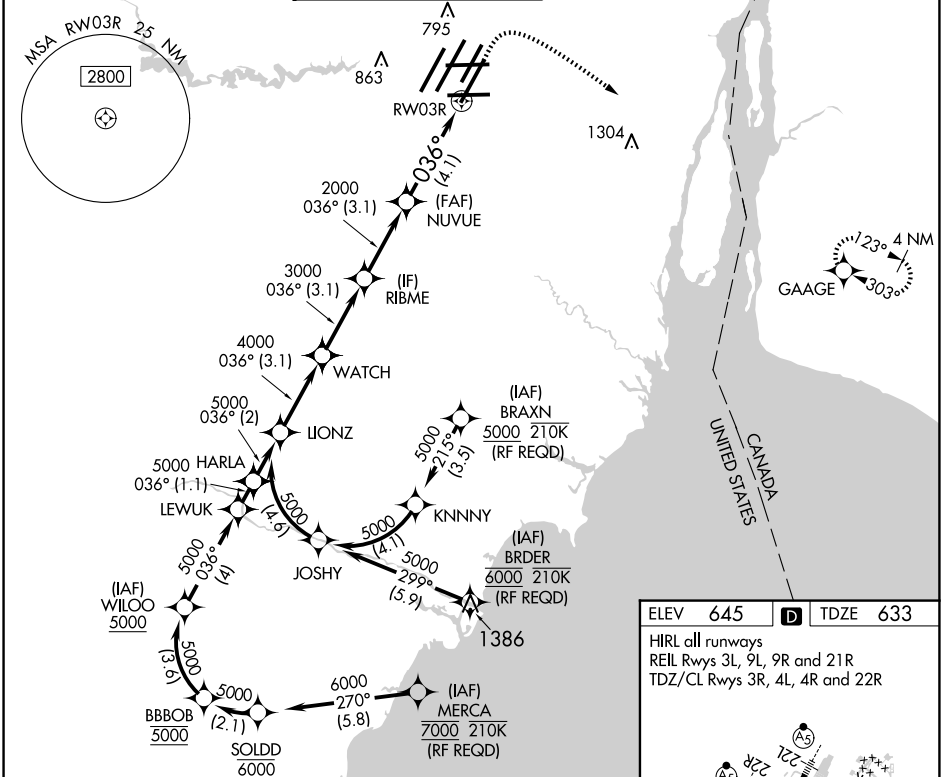 MSA RW03R 25 NM
2800
795
863
RW03R
1304
036°
(4.1)
2000
036° (3.1)
(FAF)
NUVUE
3000
036° (3.1)
(IF)
RIBME
4000
036° (3.1)
WATCH
123°
4 NM
GAAGE
303°
5000
036° (2)
LIONZ
(IAF)
BRAXN
5000 210K
(RF REQD)
5000
215°
(3.5)
CANADA
UNITED STATES
HARLA
5000
036° (1.1)
LEWUK
5000
(4.6)
KNNNY
5000
(4.1)
JOSHY
5000
299°
(5.9)
(IAF)
BRDER
6000 210K
(RF REQD)
1386
5000
036°
(4)
(IAF)
WILOO
5000
5000
(3.6)
BBBOB
5000
5000
(2.1)
SOLDD
6000
6000
270°
(5.8)
(IAF)
MERCA
7000 210K
(RF REQD)
ELEV 645 D TDZE 633
HIRL all runways
REIL Rwys 3L, 9L, 9R and 21R
TDZ/CL Rwys 3R, 4L, 4R and 22R
A5
22L
22R
A5